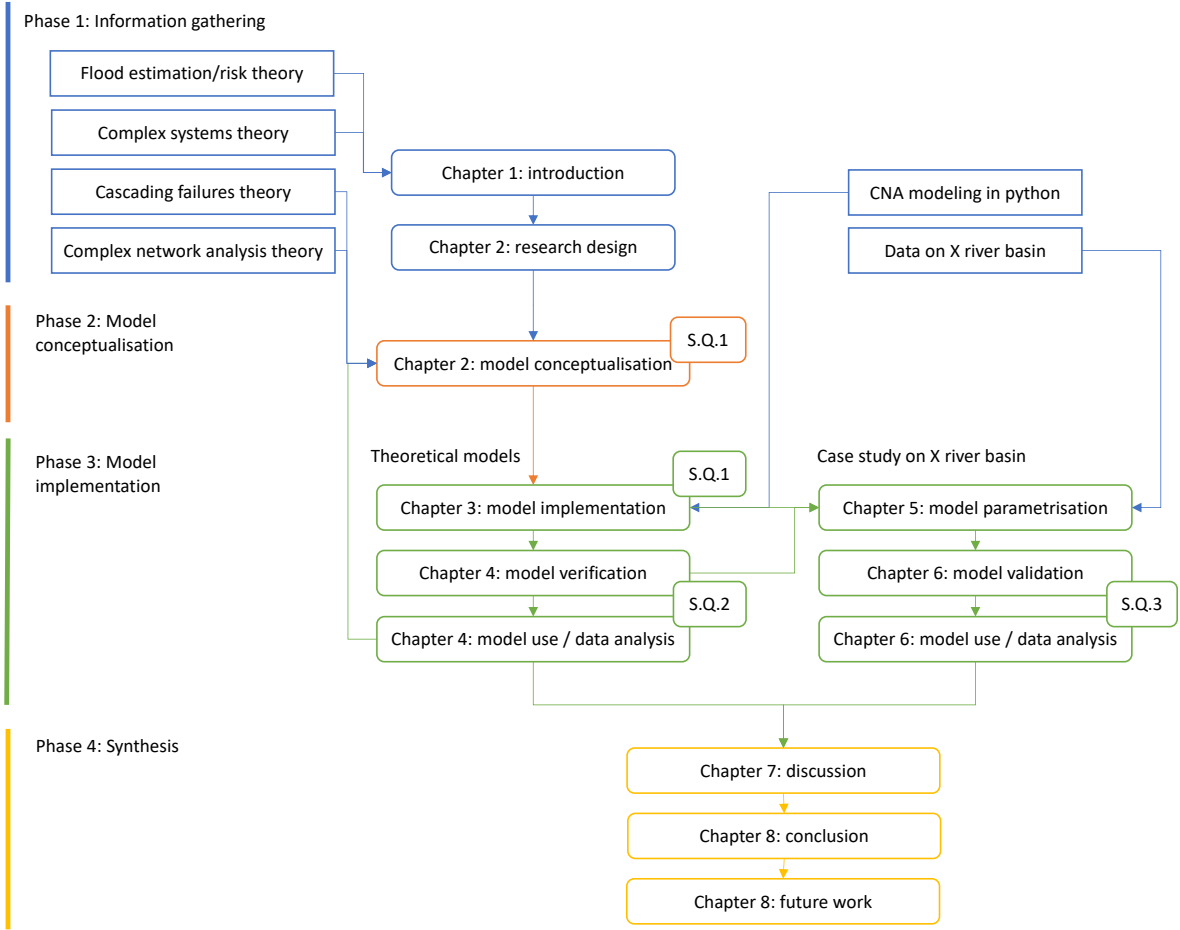 Phase 1: Information gathering
Flood estimation/risk theory
Complex systems theory
Cascading failures theory
Complex network analysis theory
Chapter 1: introduction
Chapter 2: research design
CNA modeling in python
Data on X river basin
Phase 2: Model
conceptualisation
S.Q.1
Chapter 2: model conceptualisation
Phase 3: Model
implementation
Theoretical models
S.Q.1
Chapter 3: model implementation
Chapter 4: model verification
S.Q.2
Chapter 4: model use / data analysis
Case study on X river basin
Chapter 5: model parametrisation
Chapter 6: model validation
S.Q.3
Chapter 6: model use / data analysis
Phase 4: Synthesis
Chapter 7: discussion
Chapter 8: conclusion
Chapter 8: future work